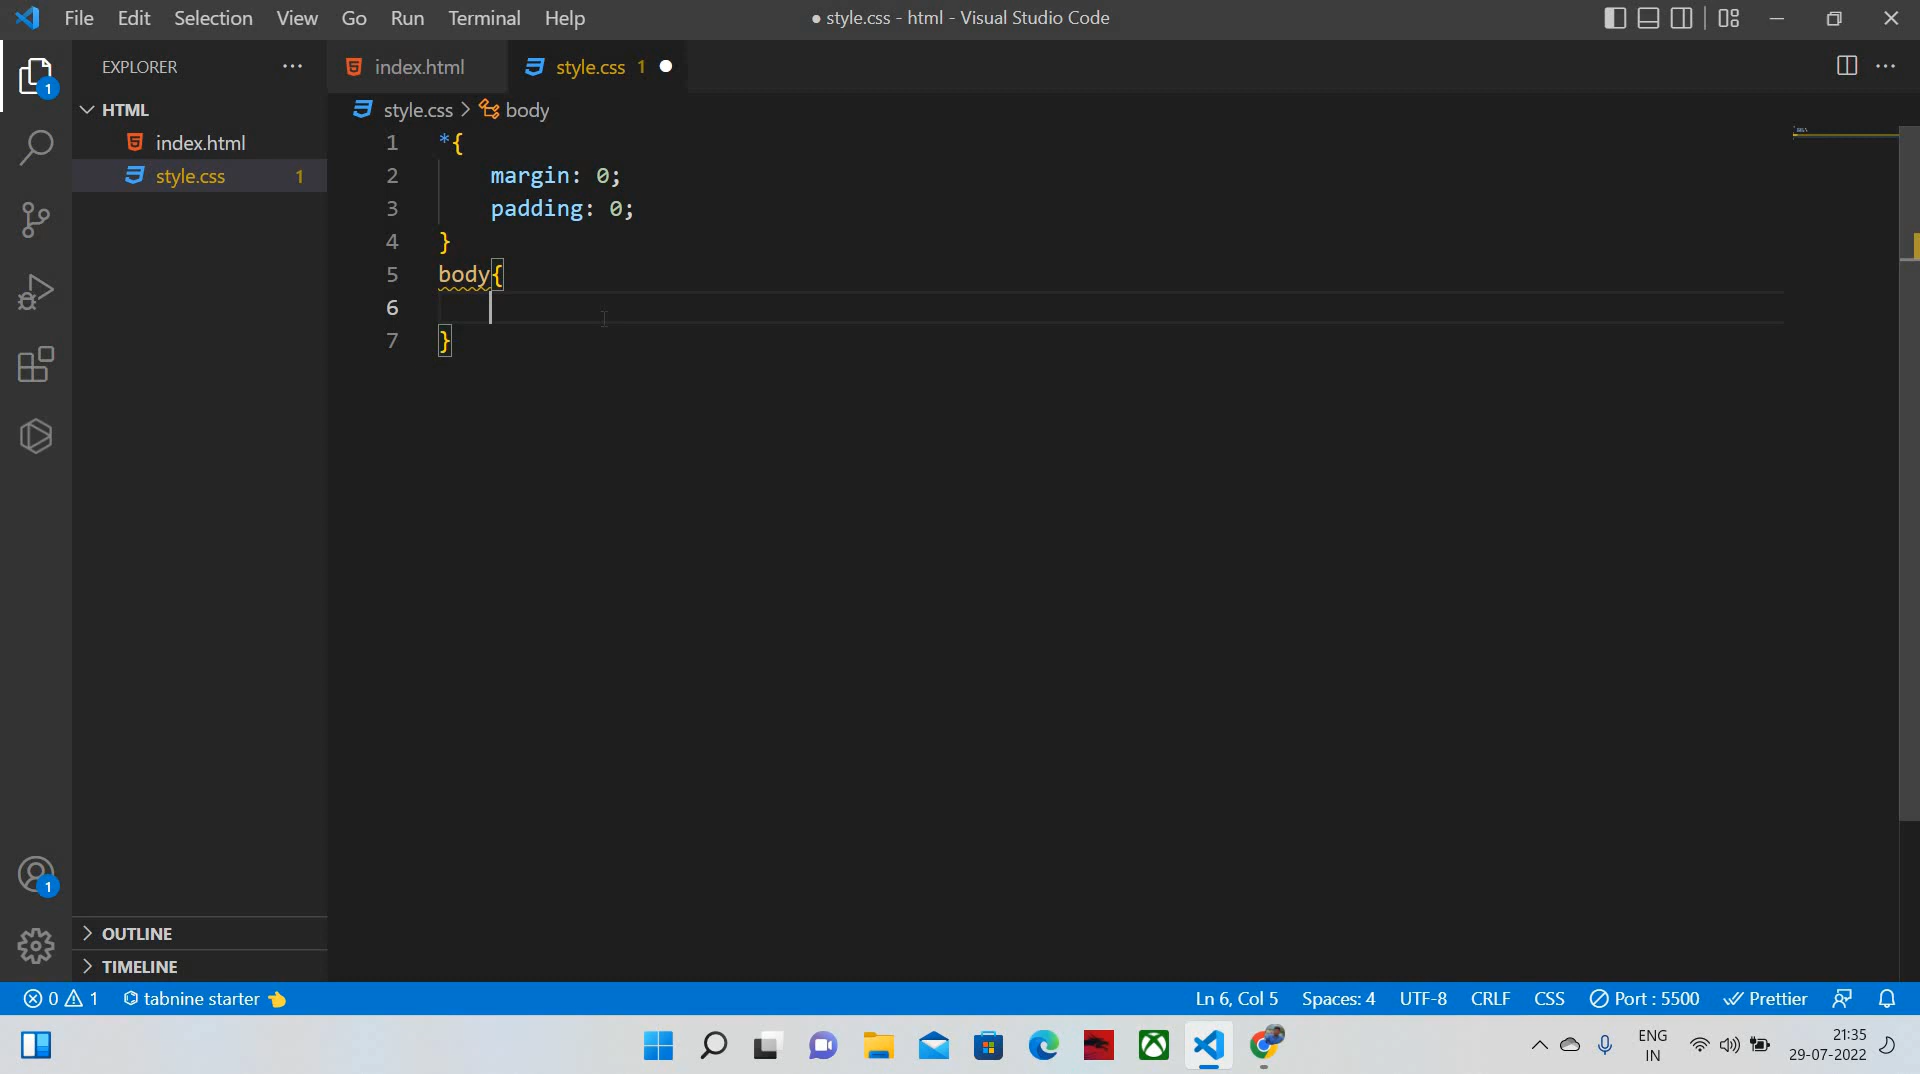 File Edit Selection View Go Run Terminal Help ● style.css - html - Visual Studio Code
EXPLORER
index.html
style.css 1
HTML
style.css > body
index.html
style.css 1
1 *{
2 margin: 0;
3 padding: 0;
4 }
5 body{
6
7 }
1
1
OUTLINE
TIMELINE
0 1 tabnine starter 👈 Ln 6, Col 5 Spaces: 4 UTF-8 CRLF CSS Port : 5500 Prettier
ENG
IN
21:35
29-07-2022